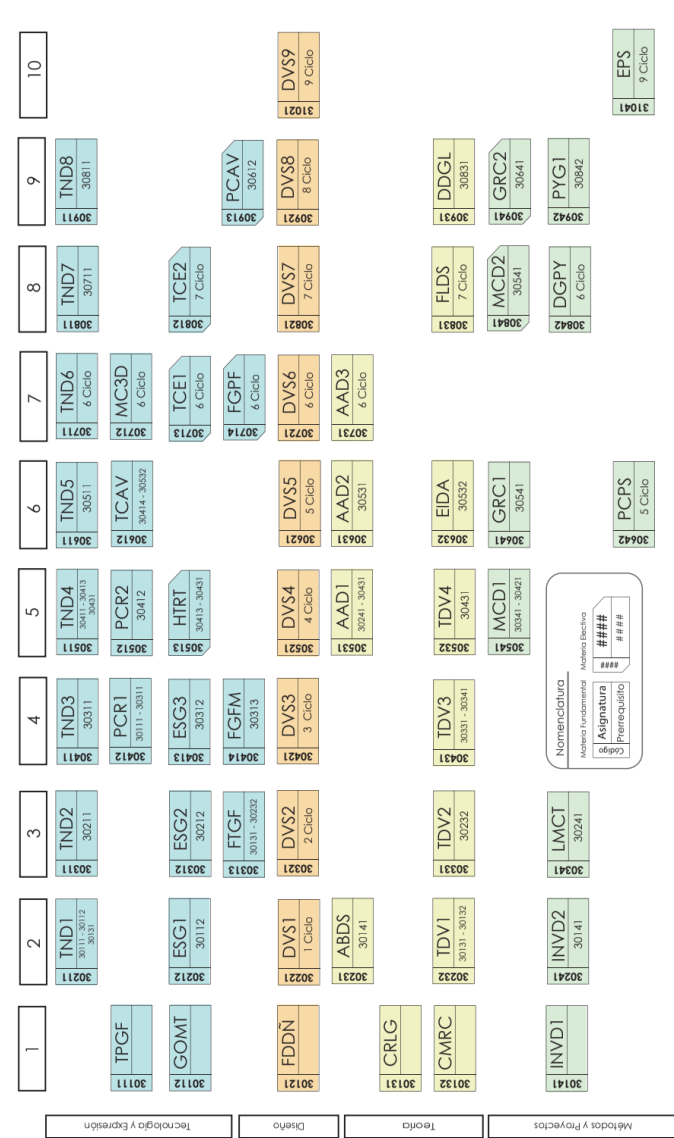 1
2
3
4
5
6
7
8
9
10
Tecnología y Expresión
Diseño
Teoría
Métodos y Proyectos
30111
TPGF
30112
GOMT
30121
FDDÑ
30131
CRLG
30132
CMRC
30141
INVD1
30211
TND1
30111 - 30112
30131
30212
ESG1
30112
30221
DVS1
1 Ciclo
30231
ABDS
30141
30232
TDV1
30131 - 30132
30241
INVD2
30141
30311
TND2
30211
30312
ESG2
30212
30313
FTGF
30131 - 30232
30321
DVS2
2 Ciclo
30331
TDV2
30232
30341
LMCT
30241
30411
TND3
30311
30412
PCR1
30111 - 30311
30413
ESG3
30312
30414
FGFM
30313
30421
DVS3
3 Ciclo
30431
TDV3
30331 - 30341
30511
TND4
30411 - 30413
30431
30512
PCR2
30412
30513
HTRT
30413 - 30431
30521
DVS4
4 Ciclo
30531
AAD1
30241 - 30431
30532
TDV4
30431
30541
MCD1
30341 - 30421
30611
TND5
30511
30612
TCAV
30414 - 30532
30621
DVS5
5 Ciclo
30631
AAD2
30531
30632
EIDA
30532
30641
GRC1
30541
30642
PCPS
5 Ciclo
30711
TND6
6 Ciclo
30712
MC3D
6 Ciclo
30713
TCE1
6 Ciclo
30714
FGPF
6 Ciclo
30721
DVS6
6 Ciclo
30731
AAD3
6 Ciclo
30811
TND7
30711
30812
TCE2
7 Ciclo
30821
DVS7
7 Ciclo
30831
FLDS
7 Ciclo
30841
MCD2
30541
30842
DGPY
6 Ciclo
30911
TND8
30811
30913
PCAV
30612
30921
DVS8
8 Ciclo
30931
DDGL
30831
30941
GRC2
30641
30942
PYG1
30842
31021
DVS9
9 Ciclo
31041
EPS
9 Ciclo
Nomenclatura
Materia Fundamental
Materia Electiva
Código
Asignatura
Prerrequisito
####
####
####